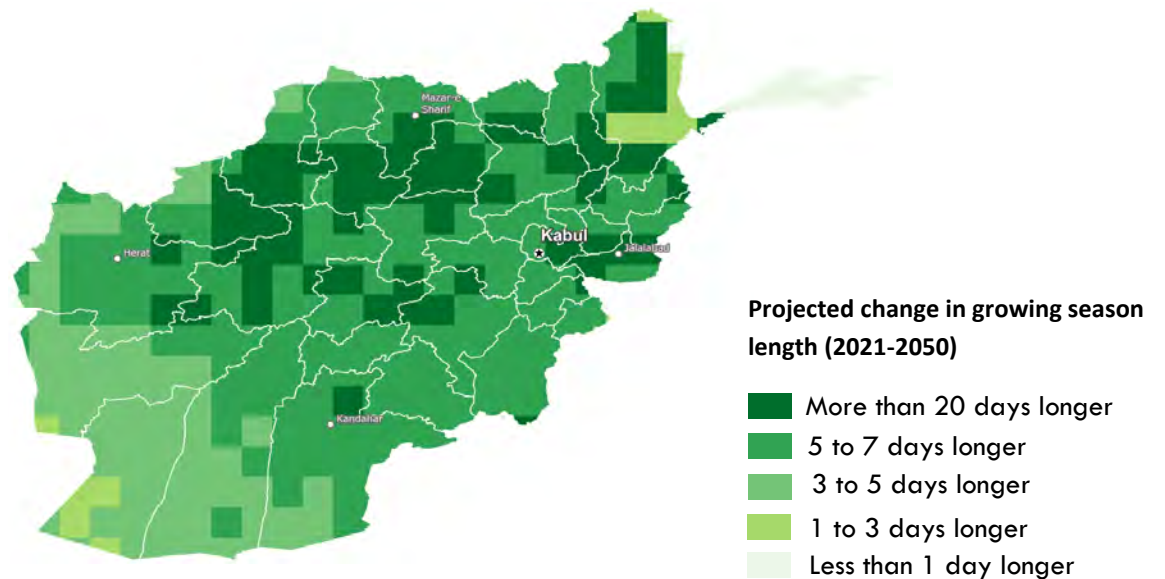 Mazar-e
Sharif
Kabul
Jalalabad
Herat
Kandahar
Projected change in growing season
length (2021-2050)
More than 20 days longer
5 to 7 days longer
3 to 5 days longer
1 to 3 days longer
Less than 1 day longer